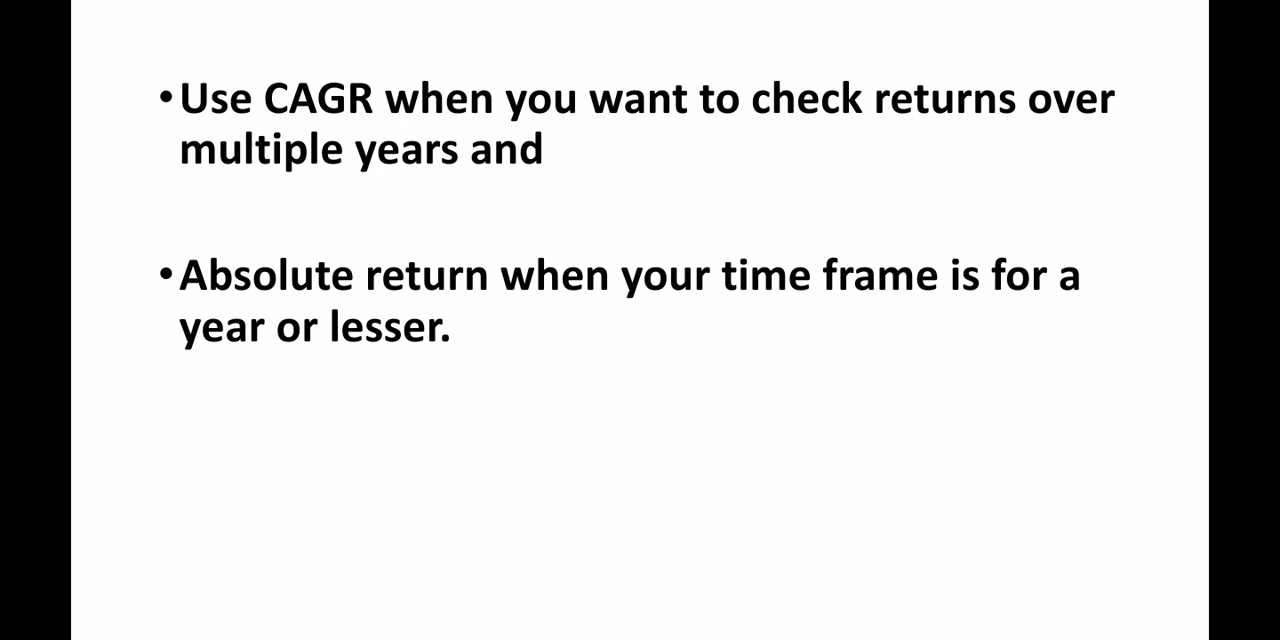 •Use CAGR when you want to check returns over
multiple years and
•Absolute return when your time frame is for a
year or lesser.